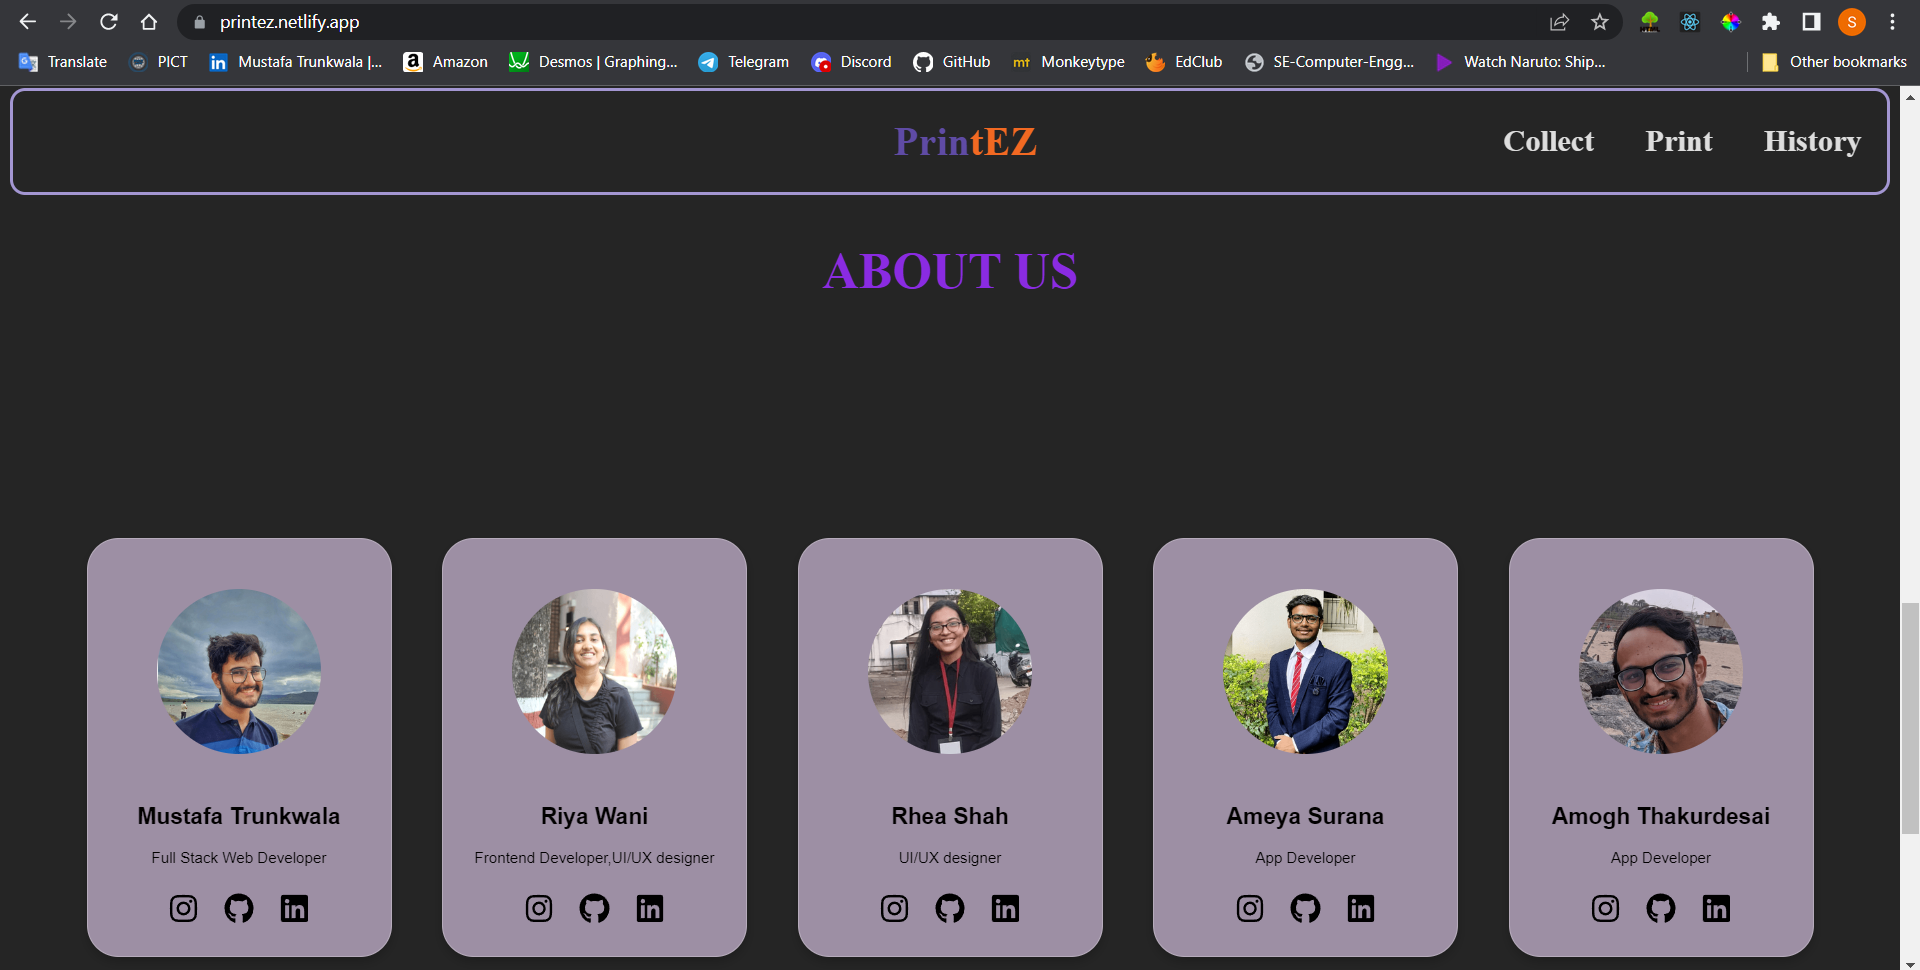 printez.netlify.app
S
Translate PICT Mustafa Trunkwala |... Amazon Desmos | Graphing... Telegram Discord GitHub mt Monkeytype EdClub SE-Computer-Engg... Watch Naruto: Ship... Other bookmarks
PrintEZ Collect Print History
ABOUT US
Mustafa Trunkwala Riya Wani Rhea Shah Ameya Surana Amogh Thakurdesai
Full Stack Web Developer Frontend Developer,UI/UX designer UI/UX designer App Developer App Developer